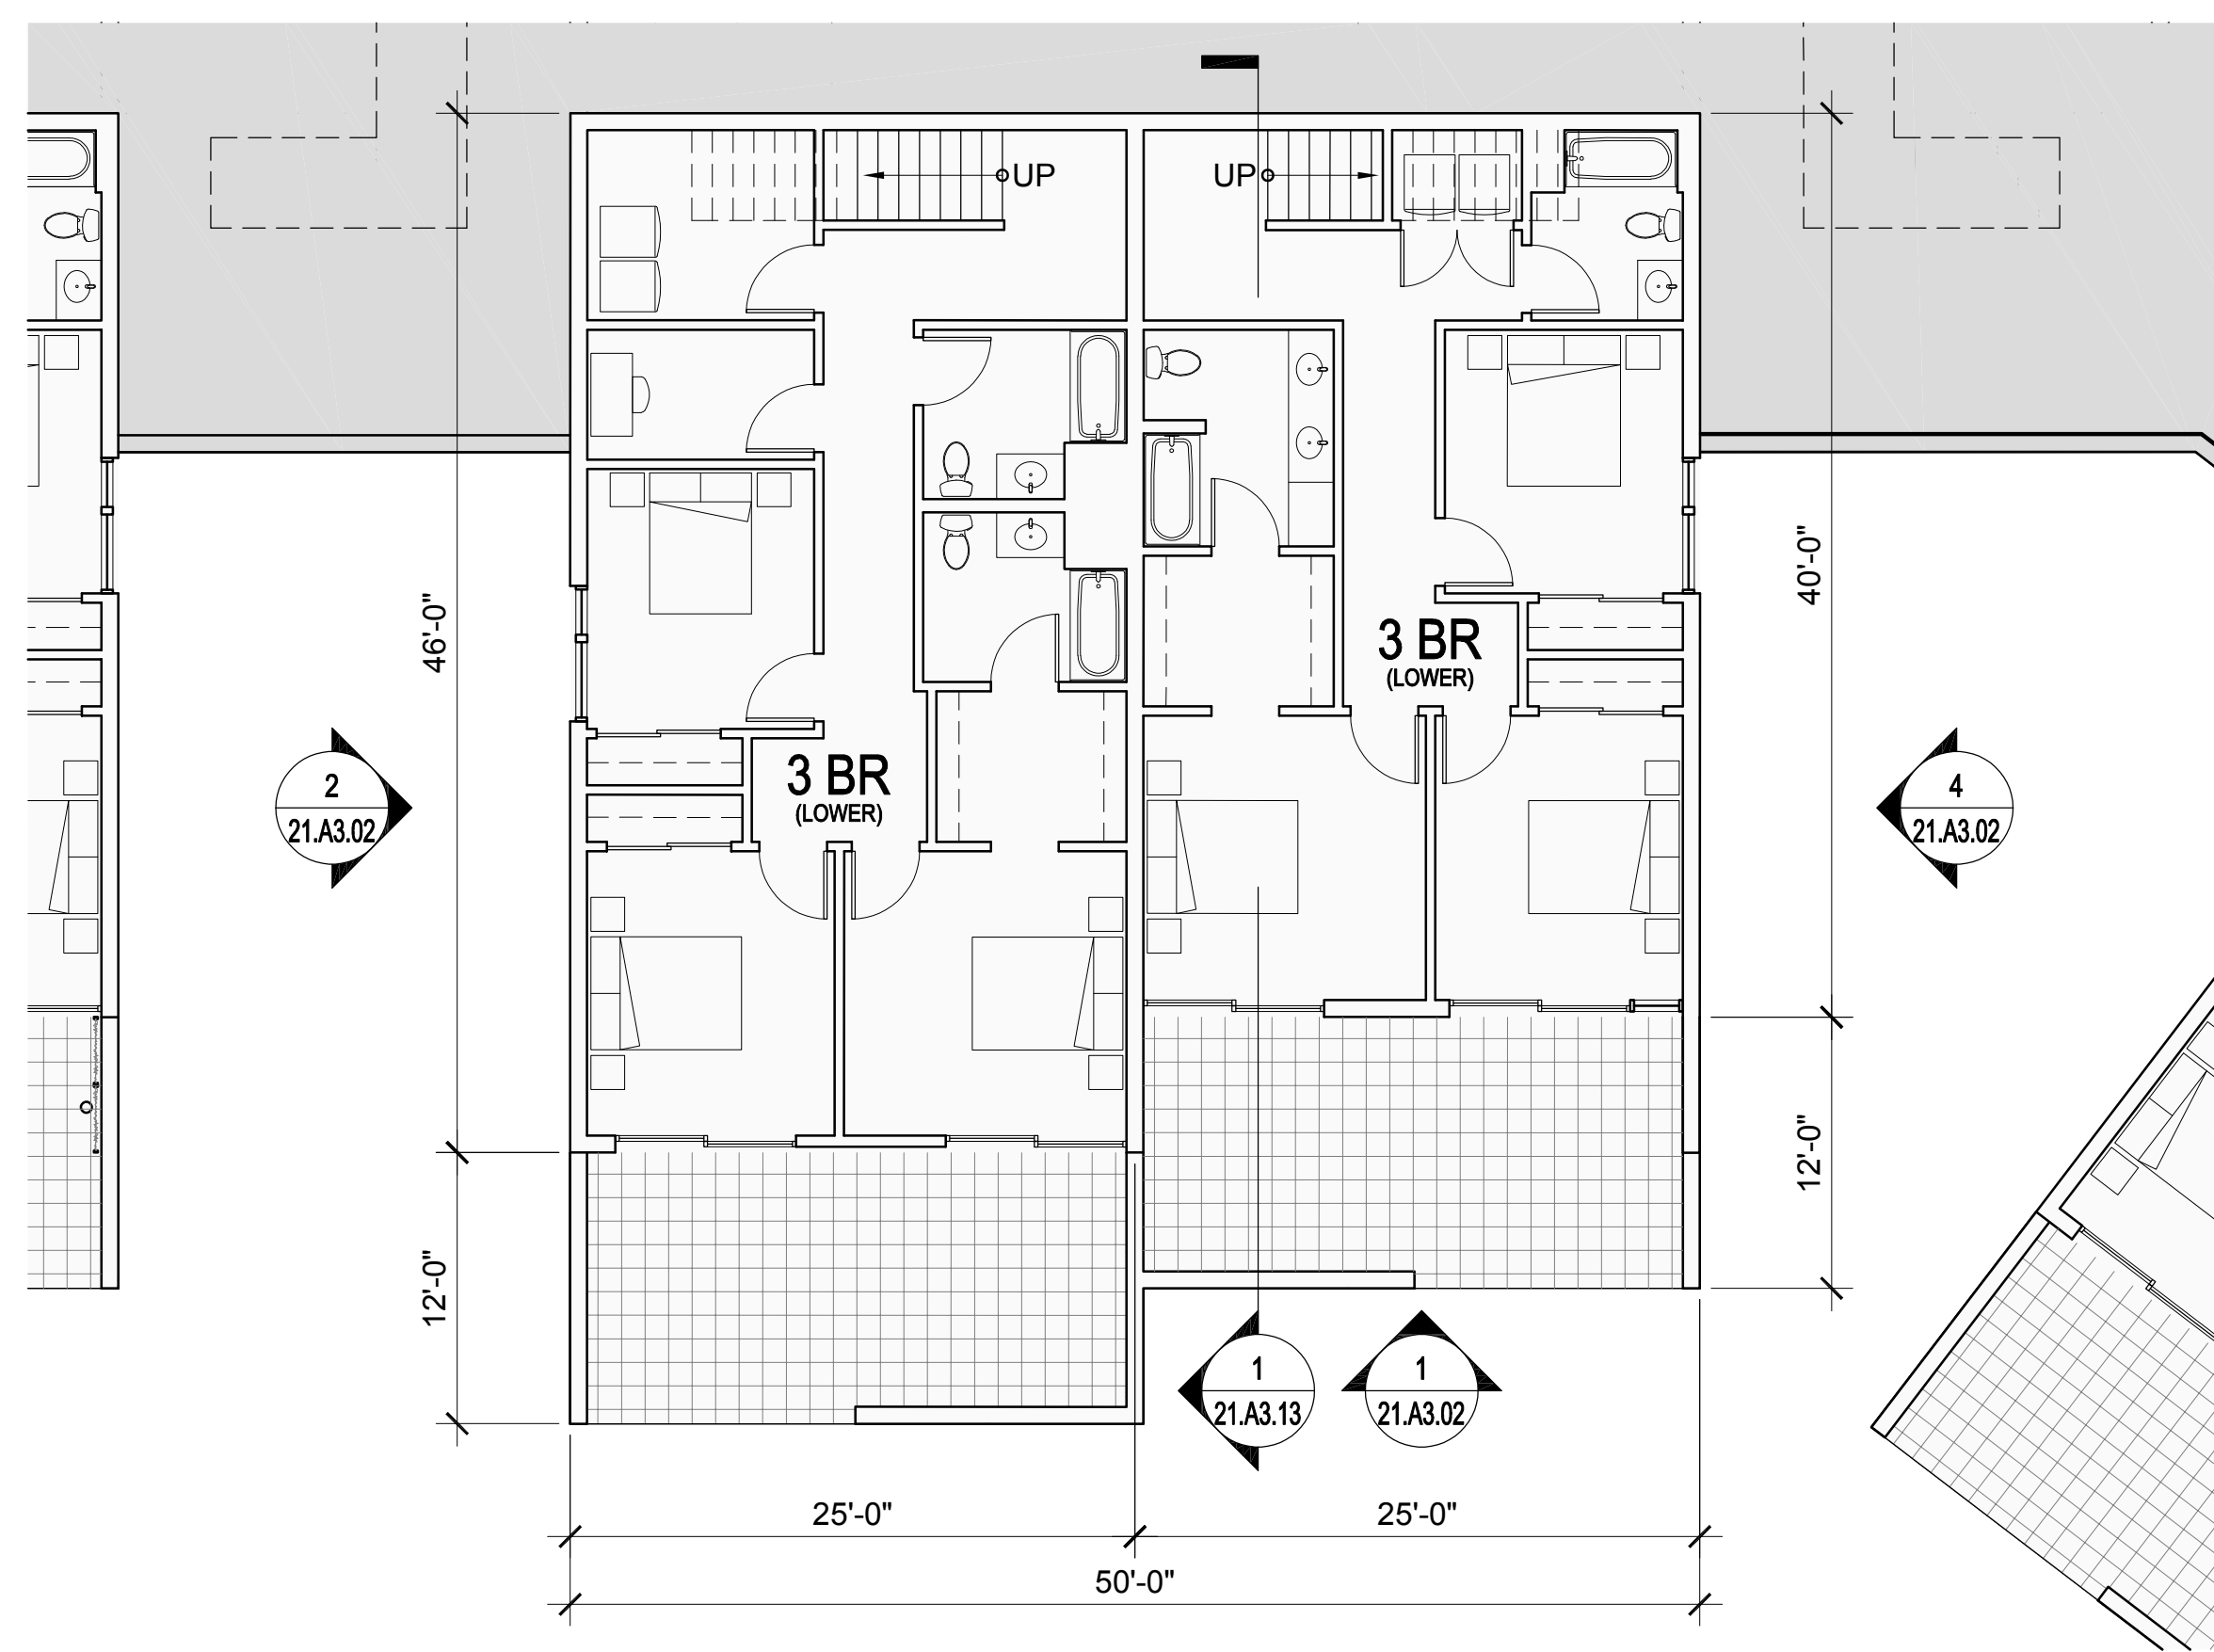 UP
UP
46'-0"
40'-0"
3 BR
(LOWER)
3 BR
(LOWER)
2
21.A3.02
4
21.A3.02
12'-0"
12'-0"
1
21.A3.13
1
21.A3.02
25'-0"
25'-0"
50'-0"